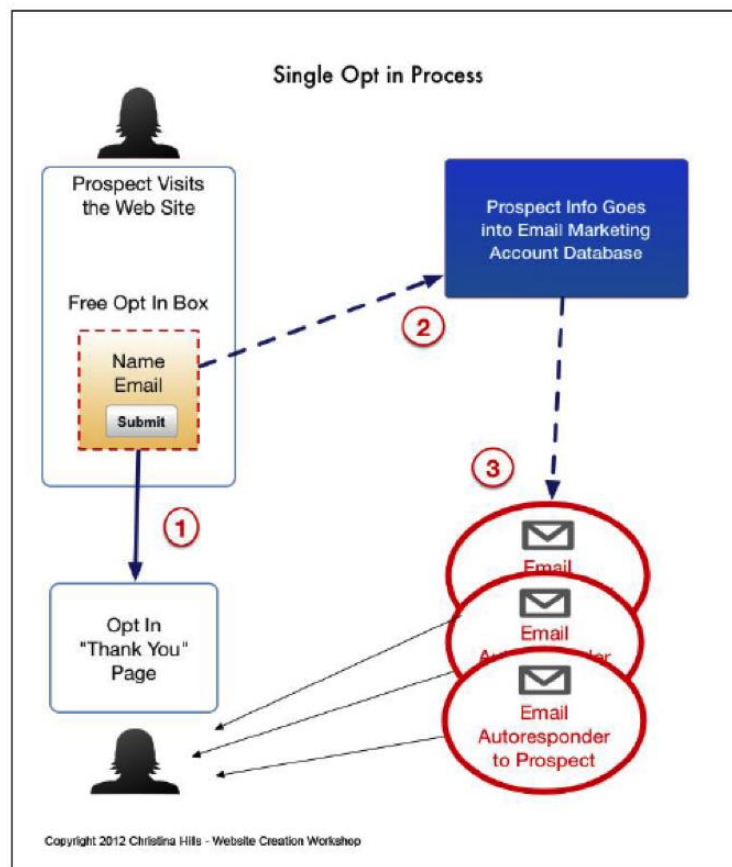 Single Opt in Process
Prospect Visits
the Web Site
Free Opt In Box
Name
Email
Submit
1
Opt In
"Thank You"
Page
2
Prospect Info Goes
into Email Marketing
Account Database
3
Email
Email
Email
Autoresponder
to Prospect
Copyright 2012 Christina Hills - Website Creation Workshop